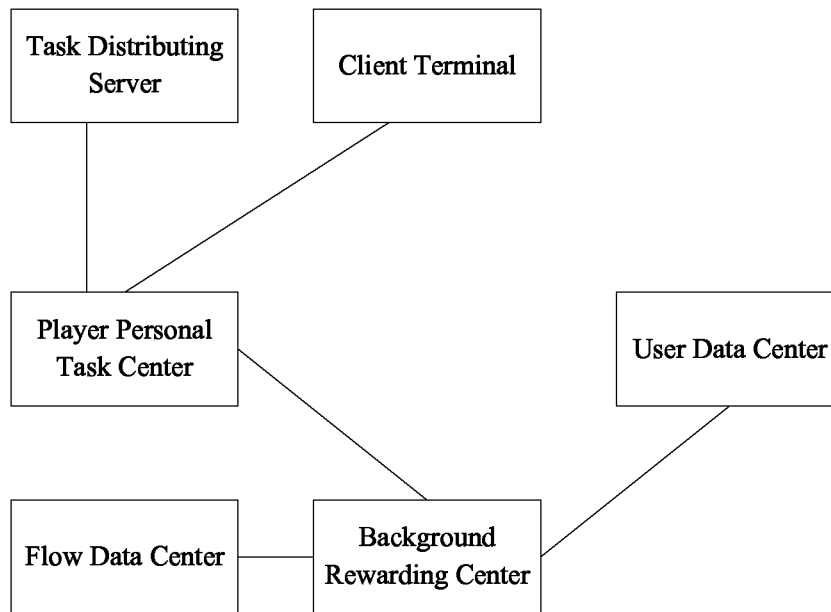 Task Distributing
Server
Client Terminal
Player Personal
Task Center
User Data Center
Flow Data Center
Background
Rewarding Center